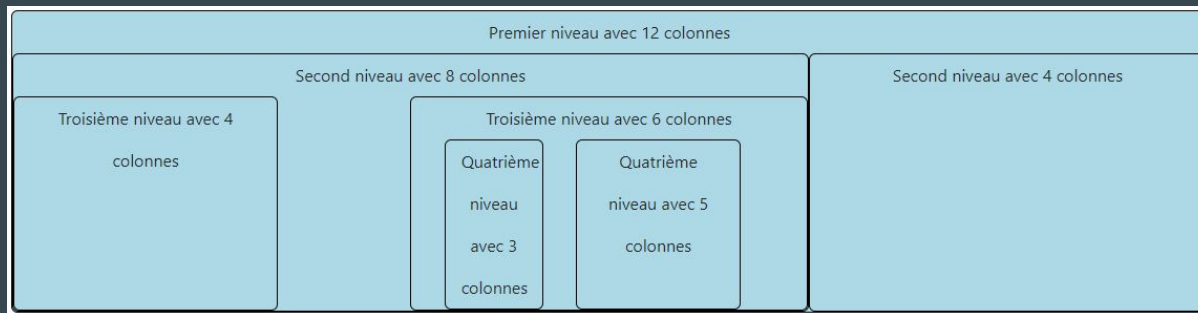 Premier niveau avec 12 colonnes
Second niveau avec 8 colonnes
Second niveau avec 4 colonnes
Troisième niveau avec 4
colonnes
Troisième niveau avec 6 colonnes
Quatrième
niveau
avec 3
colonnes
Quatrième
niveau avec 5
colonnes